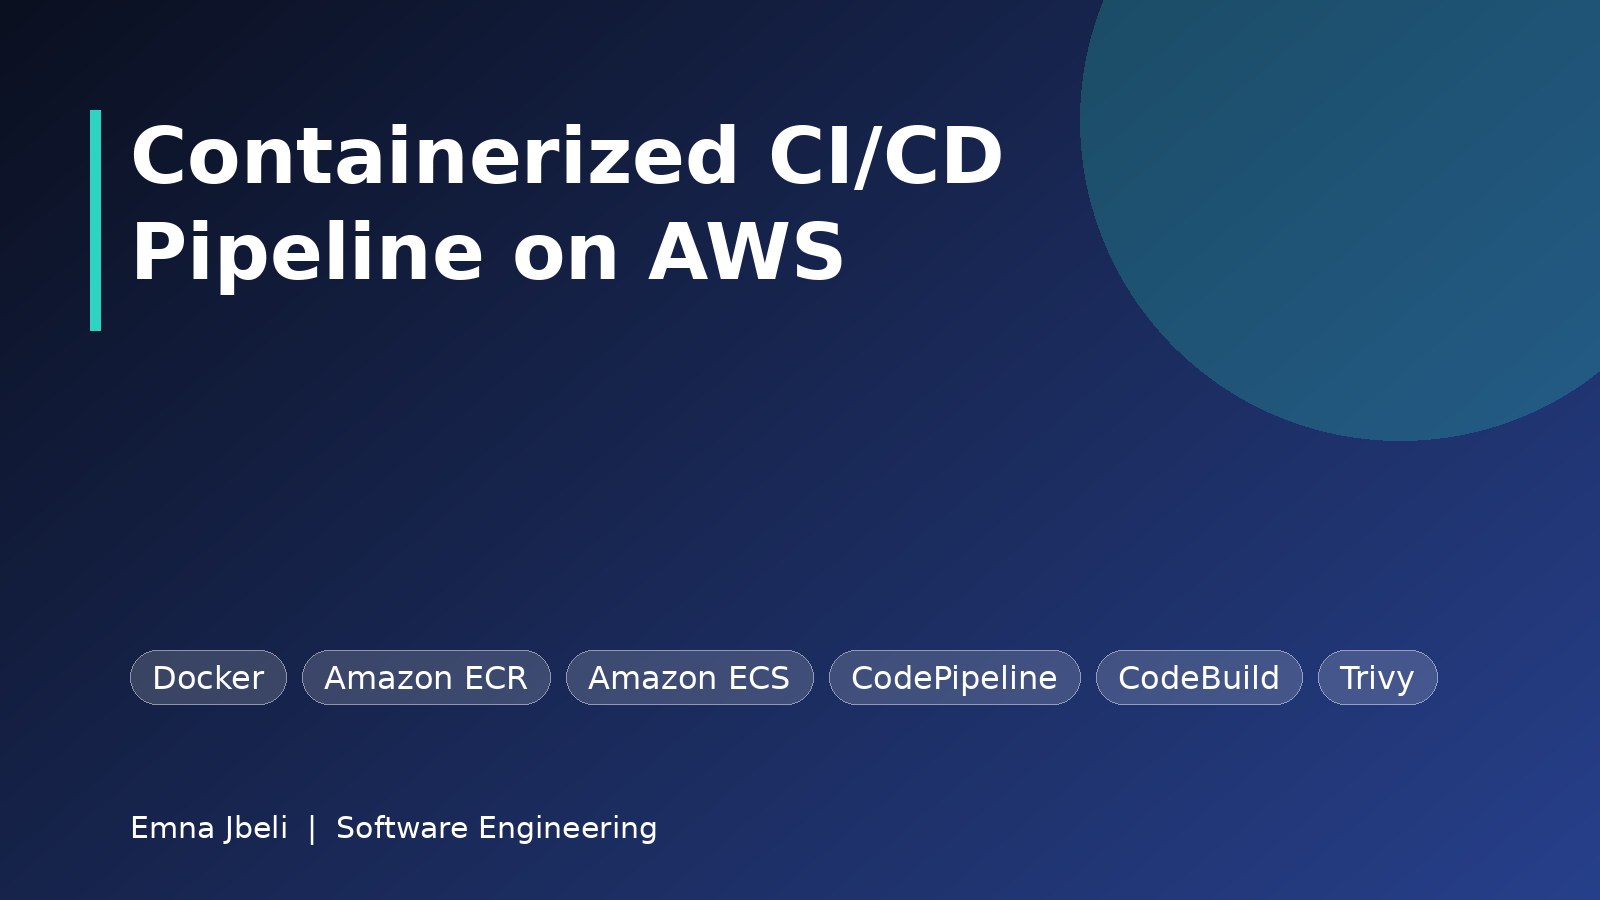 Containerized CI/CD
Pipeline on AWS
Docker Amazon ECR Amazon ECS CodePipeline CodeBuild Trivy
Emna Jbeli | Software Engineering